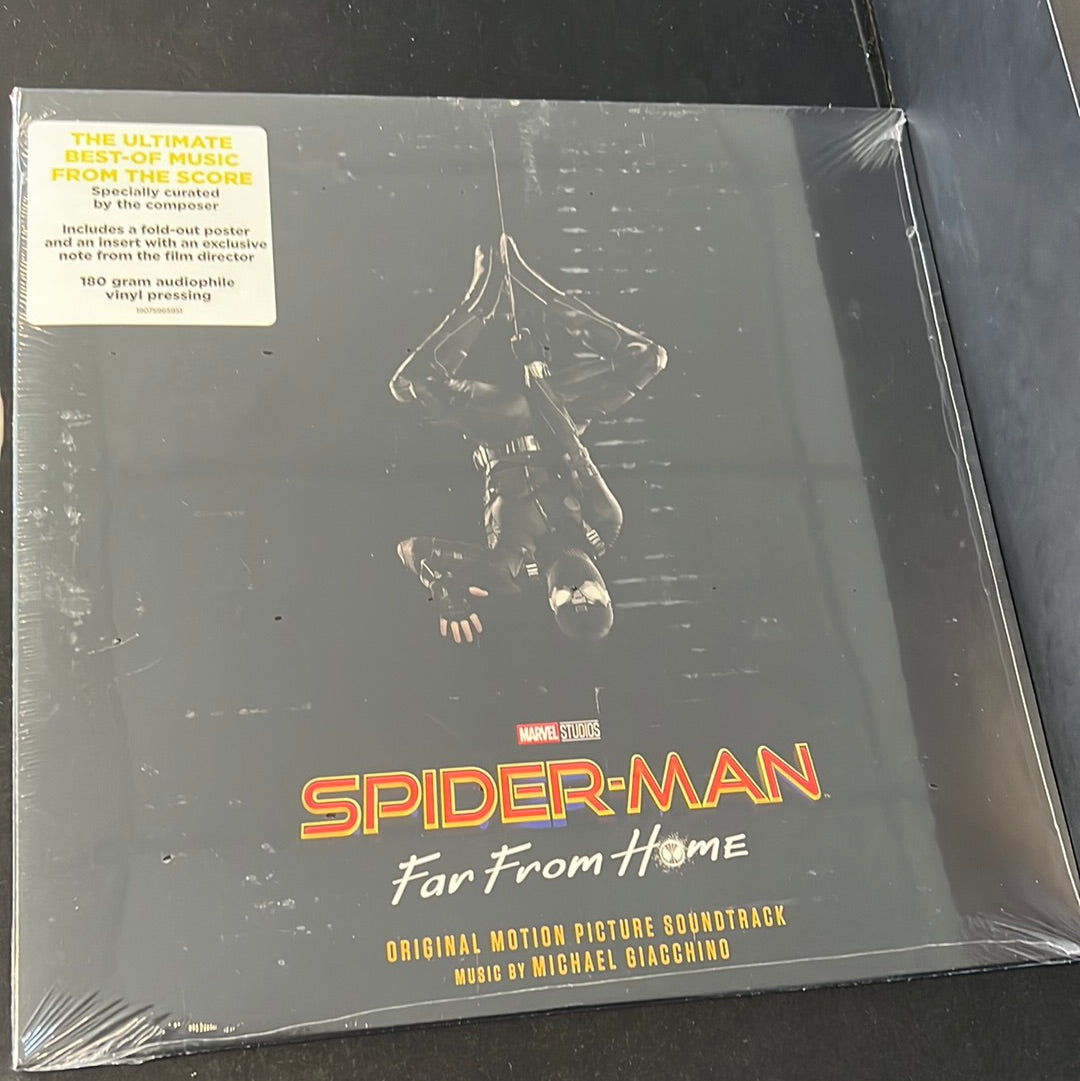 THE ULTIMATE
BEST-OF MUSIC
FROM THE SCORE
Specially curated
by the composer
Includes a fold-out poster
and an insert with an exclusive
note from the film director
180 gram audiophile
vinyl pressing
19075965951
MARVEL STUDIOS
SPIDER-MAN
Far From Home
ORIGINAL MOTION PICTURE SOUNDTRACK
MUSIC BY MICHAEL GIACCHINO